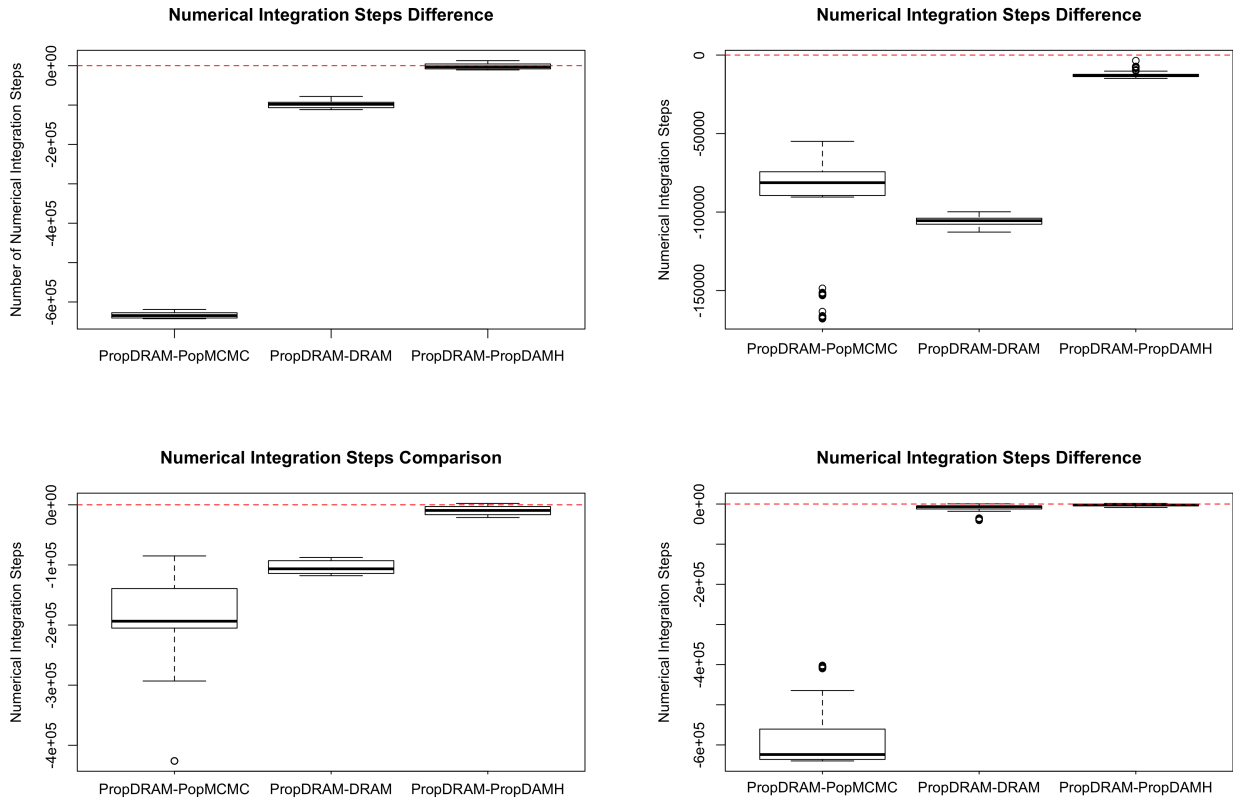 Numerical Integration Steps Difference
Number of Numerical Integration Steps
0e+00
-2e+05
-4e+05
-6e+05
PropDRAM-PopMCMC PropDRAM-DRAM PropDRAM-PropDAMH
Numerical Integration Steps Difference
Numerical Integration Steps
0
-50000
-100000
-150000
PropDRAM-PopMCMC PropDRAM-DRAM PropDRAM-PropDAMH
Numerical Integration Steps Comparison
Numerical Integration Steps
0e+00
-1e+05
-2e+05
-3e+05
-4e+05
PropDRAM-PopMCMC PropDRAM-DRAM PropDRAM-PropDAMH
Numerical Integration Steps Difference
Numerical Integraiton Steps
0e+00
-2e+05
-4e+05
-6e+05
PropDRAM-PopMCMC PropDRAM-DRAM PropDRAM-PropDAMH